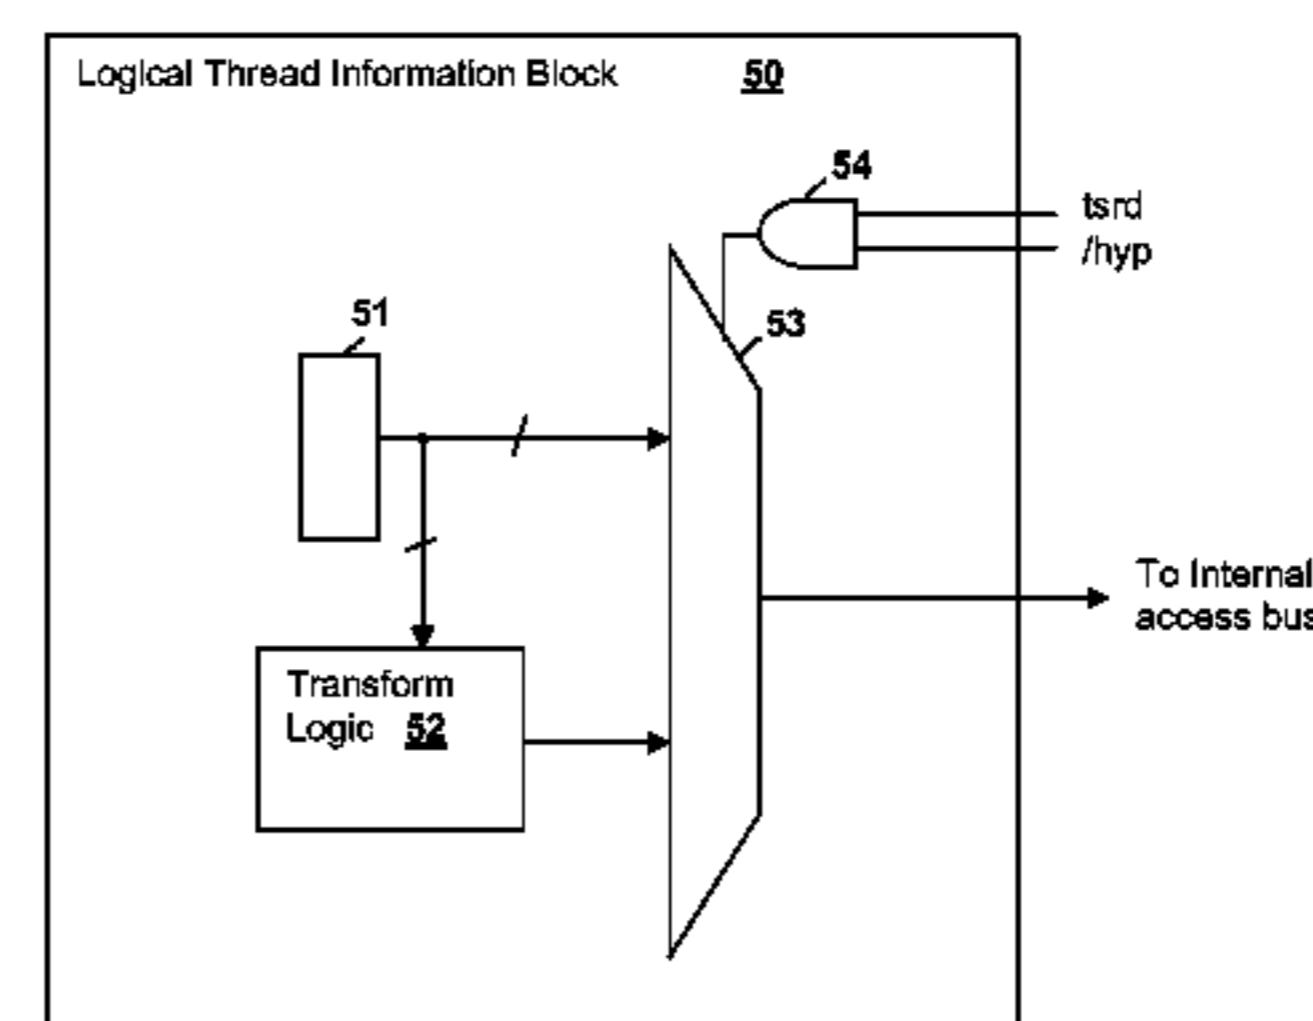 Logical Thread Information Block 50
54
tsrd
/hyp
51
53
To Internal
access bus
Transform
Logic 52